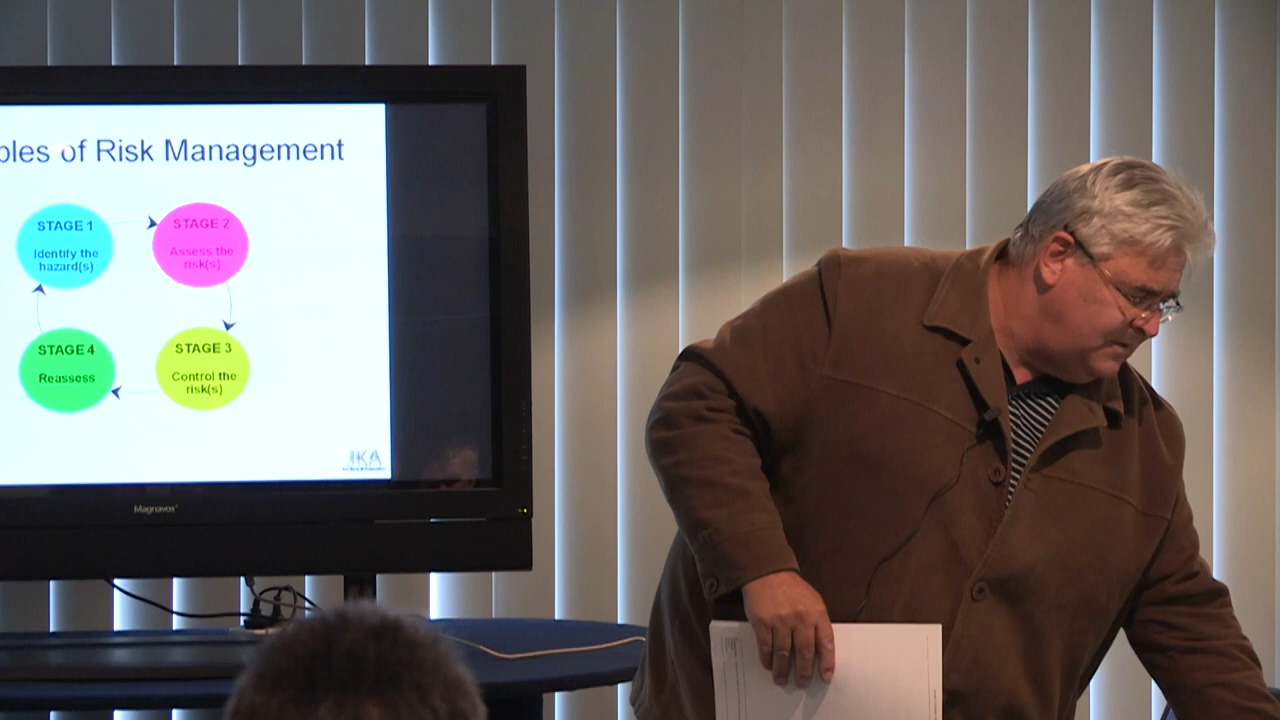 ples of Risk Management
STAGE 1
Identify the
hazard(s)
STAGE 2
Assess the
risk(s)
STAGE 4
Reassess
STAGE 3
Control the
risk(s)
IKA
Magnavox